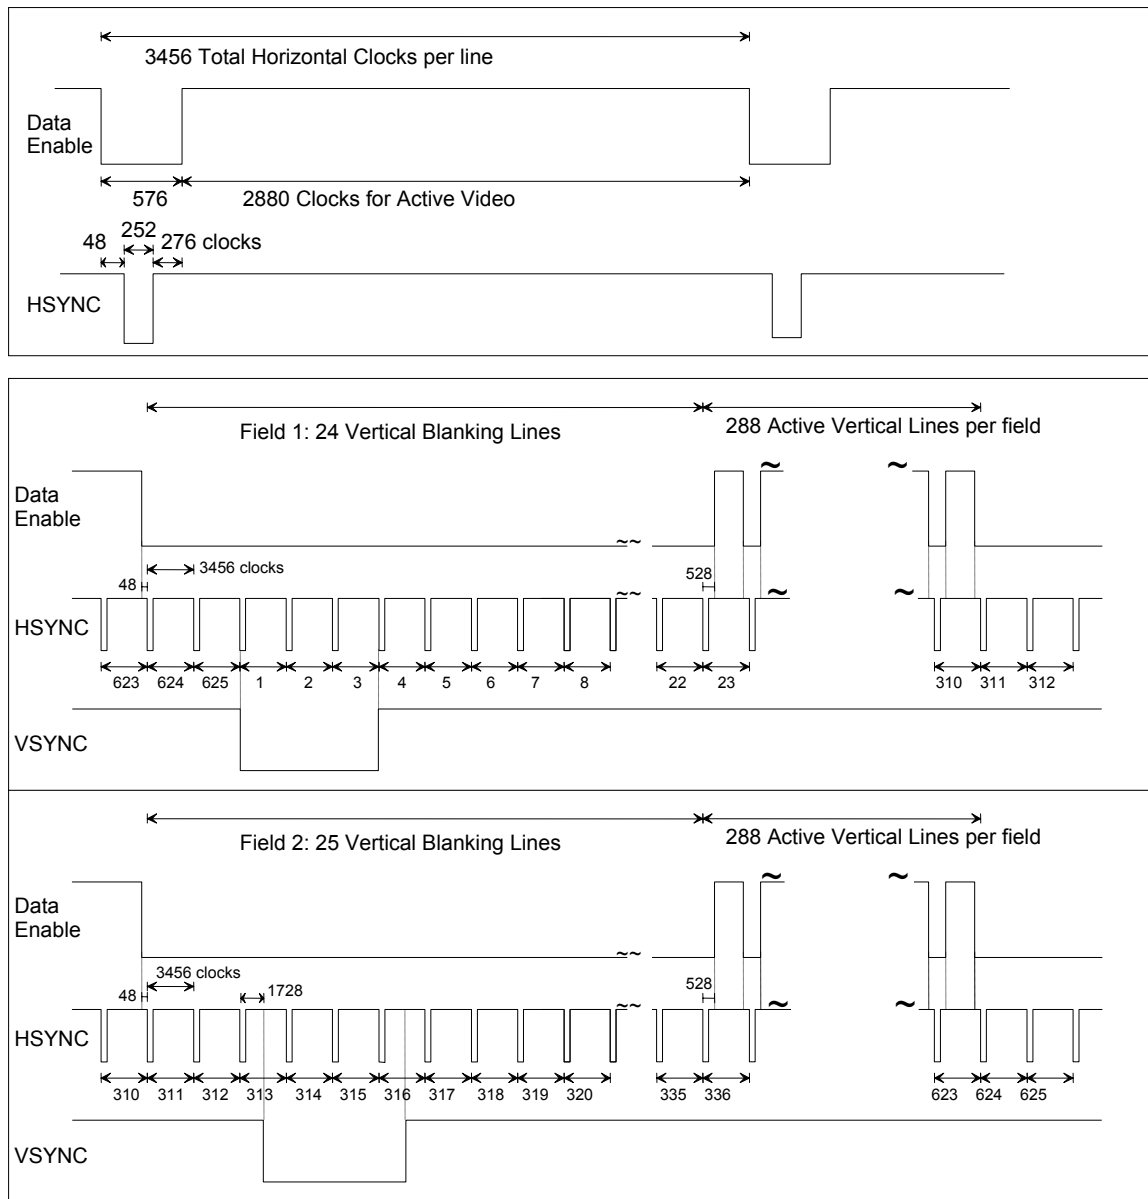 3456 Total Horizontal Clocks per line
Data
Enable
576
2880 Clocks for Active Video
252
48
276 clocks
HSYNC
Field 1: 24 Vertical Blanking Lines
288 Active Vertical Lines per field
~
~
Data
Enable
~~
3456 clocks
48
528
~~
~
~
HSYNC
623 624 625 1 2 3 4 5 6 7 8 22 23 310 311 312
VSYNC
Field 2: 25 Vertical Blanking Lines
288 Active Vertical Lines per field
~
~
Data
Enable
~~
3456 clocks
48
1728
528
~~
~
~
HSYNC
310 311 312 313 314 315 316 317 318 319 320 335 336 623 624 625
VSYNC